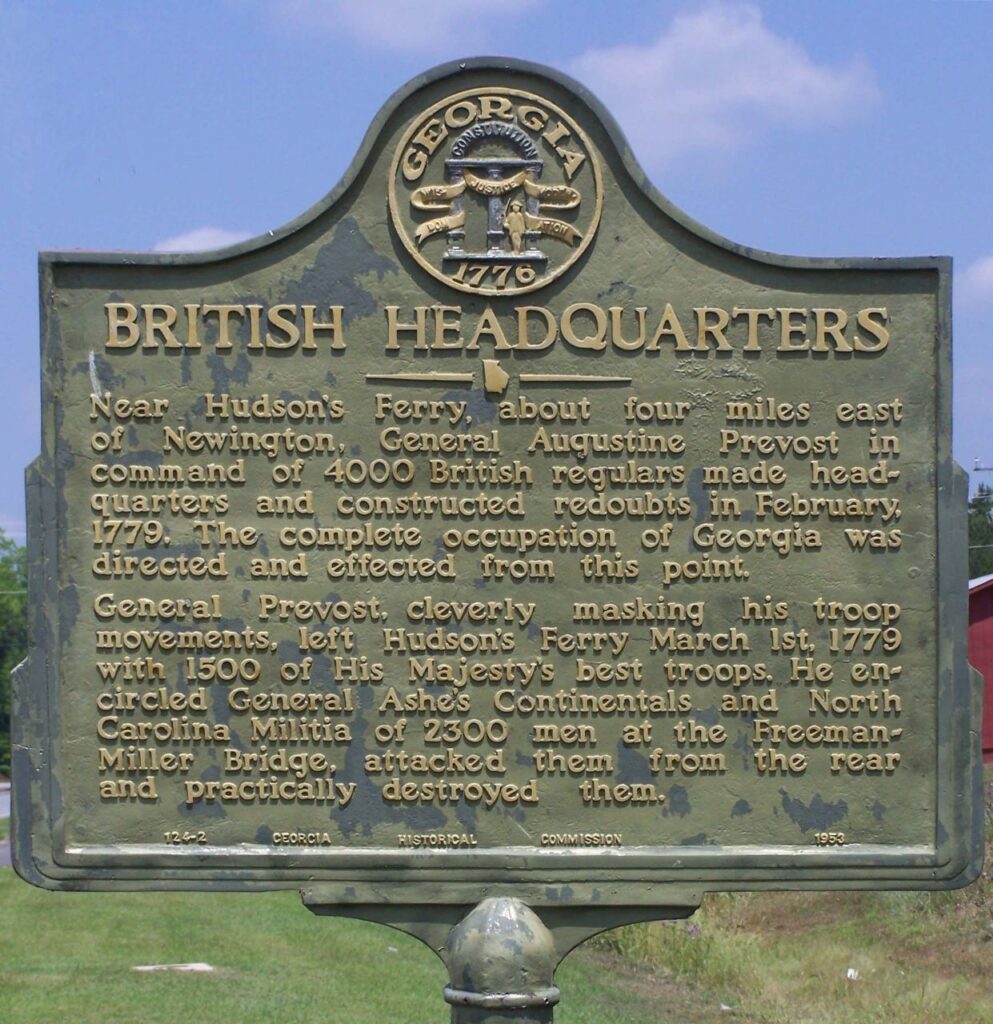 GEORGIA
CONSTITUTION
JUSTICE
1776
BRITISH HEADQUARTERS
Near Hudson's Ferry, about four miles east
of Newington, General Augustine Prevost in
command of 4000 British regulars made head-
quarters and constructed redoubts in February,
1779. The complete occupation of Georgia was
directed and effected from this point.
General Prevost, cleverly masking his troop
movements, left Hudson's Ferry March 1st, 1779
with 1500 of His Majesty's best troops. He en-
circled General Ashe's Continentals and North
Carolina Militia of 2300 men at the Freeman-
Miller Bridge, attacked them from the rear
and practically destroyed them.
124-2 GEORGIA HISTORICAL COMMISSION 1953